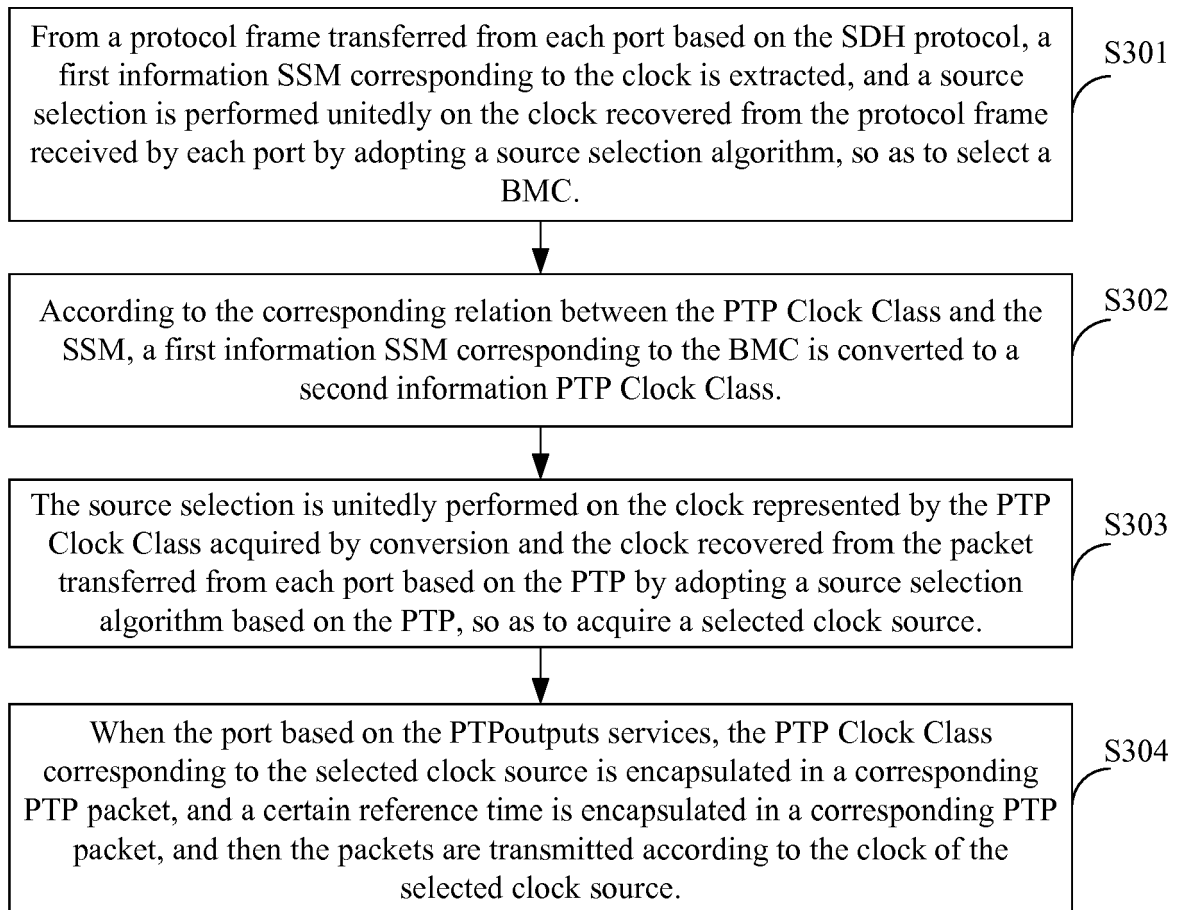 From a protocol frame transferred from each port based on the SDH protocol, a
first information SSM corresponding to the clock is extracted, and a source
selection is performed unitedly on the clock recovered from the protocol frame
received by each port by adopting a source selection algorithm, so as to select a
BMC.
S301
According to the corresponding relation between the PTP Clock Class and the
SSM, a first information SSM corresponding to the BMC is converted to a
second information PTP Clock Class.
S302
The source selection is unitedly performed on the clock represented by the PTP
Clock Class acquired by conversion and the clock recovered from the packet
transferred from each port based on the PTP by adopting a source selection
algorithm based on the PTP, so as to acquire a selected clock source.
S303
When the port based on the PTPoutputs services, the PTP Clock Class
corresponding to the selected clock source is encapsulated in a corresponding
PTP packet, and a certain reference time is encapsulated in a corresponding PTP
packet, and then the packets are transmitted according to the clock of the
selected clock source.
S304